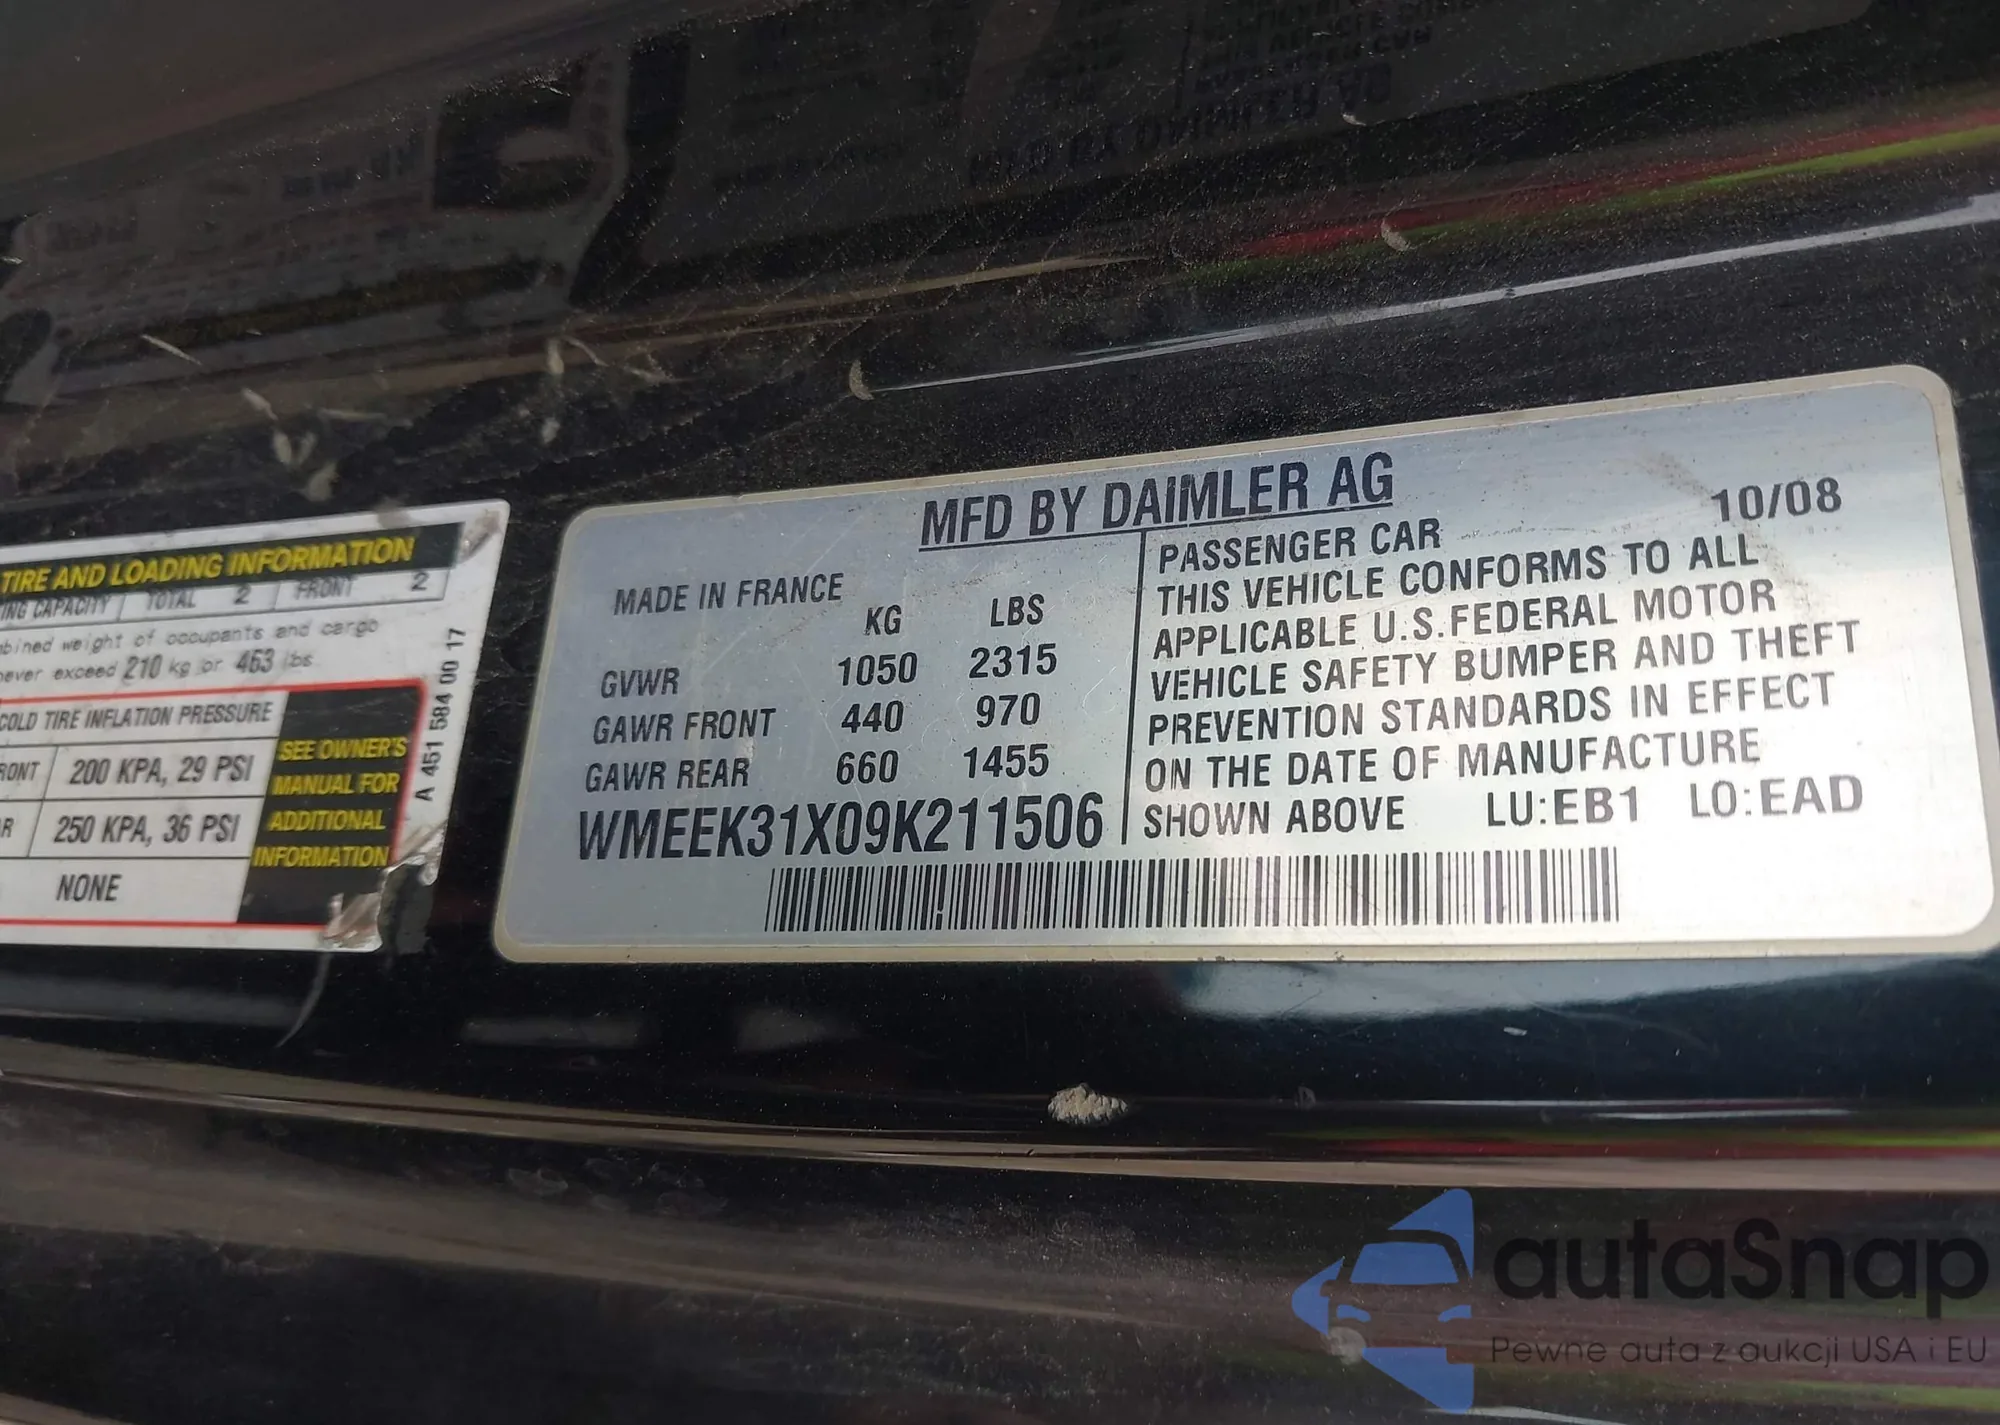 TIRE AND LOADING INFORMATION
ING CAPACITY TOTAL 2 FRONT 2
bined weight of occupants and cargo
never exceed 210 kg or 463 lbs
COLD TIRE INFLATION PRESSURE
RONT 200 KPA, 29 PSI
R 250 KPA, 36 PSI
NONE
SEE OWNER'S
MANUAL FOR
ADDITIONAL
INFORMATION
A 451 584 00 17
MFD BY DAIMLER AG
10/08
MADE IN FRANCE
KG LBS
GVWR 1050 2315
GAWR FRONT 440 970
GAWR REAR 660 1455
WMEEK31X09K211506
PASSENGER CAR
THIS VEHICLE CONFORMS TO ALL
APPLICABLE U.S.FEDERAL MOTOR
VEHICLE SAFETY BUMPER AND THEFT
PREVENTION STANDARDS IN EFFECT
ON THE DATE OF MANUFACTURE
SHOWN ABOVE LU:EB1 LO:EAD
autaSnap
Pewne auta z aukcji USA i EU